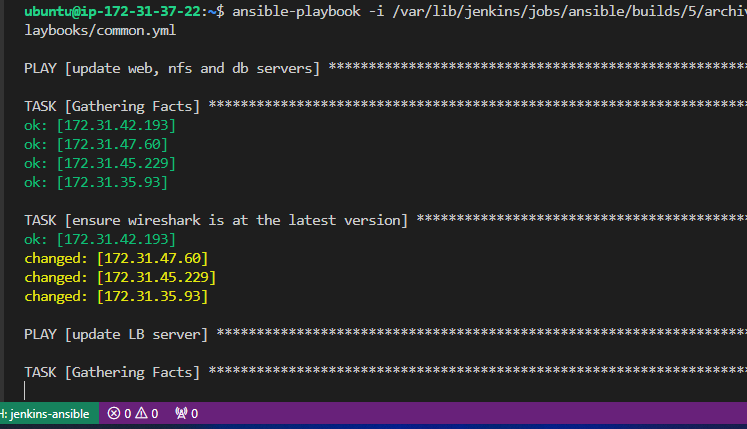 ubuntu@ip-172-31-37-22:~$ ansible-playbook -i /var/lib/jenkins/jobs/ansible/builds/5/archiv
laybooks/common.yml
PLAY [update web, nfs and db servers] *****************************************************
TASK [Gathering Facts] ********************************************************************
ok: [172.31.42.193]
ok: [172.31.47.60]
ok: [172.31.45.229]
ok: [172.31.35.93]
TASK [ensure wireshark is at the latest version] ******************************************
ok: [172.31.42.193]
changed: [172.31.47.60]
changed: [172.31.45.229]
changed: [172.31.35.93]
PLAY [update LB server] *******************************************************************
TASK [Gathering Facts] ********************************************************************
H: jenkins-ansible 0 0 0